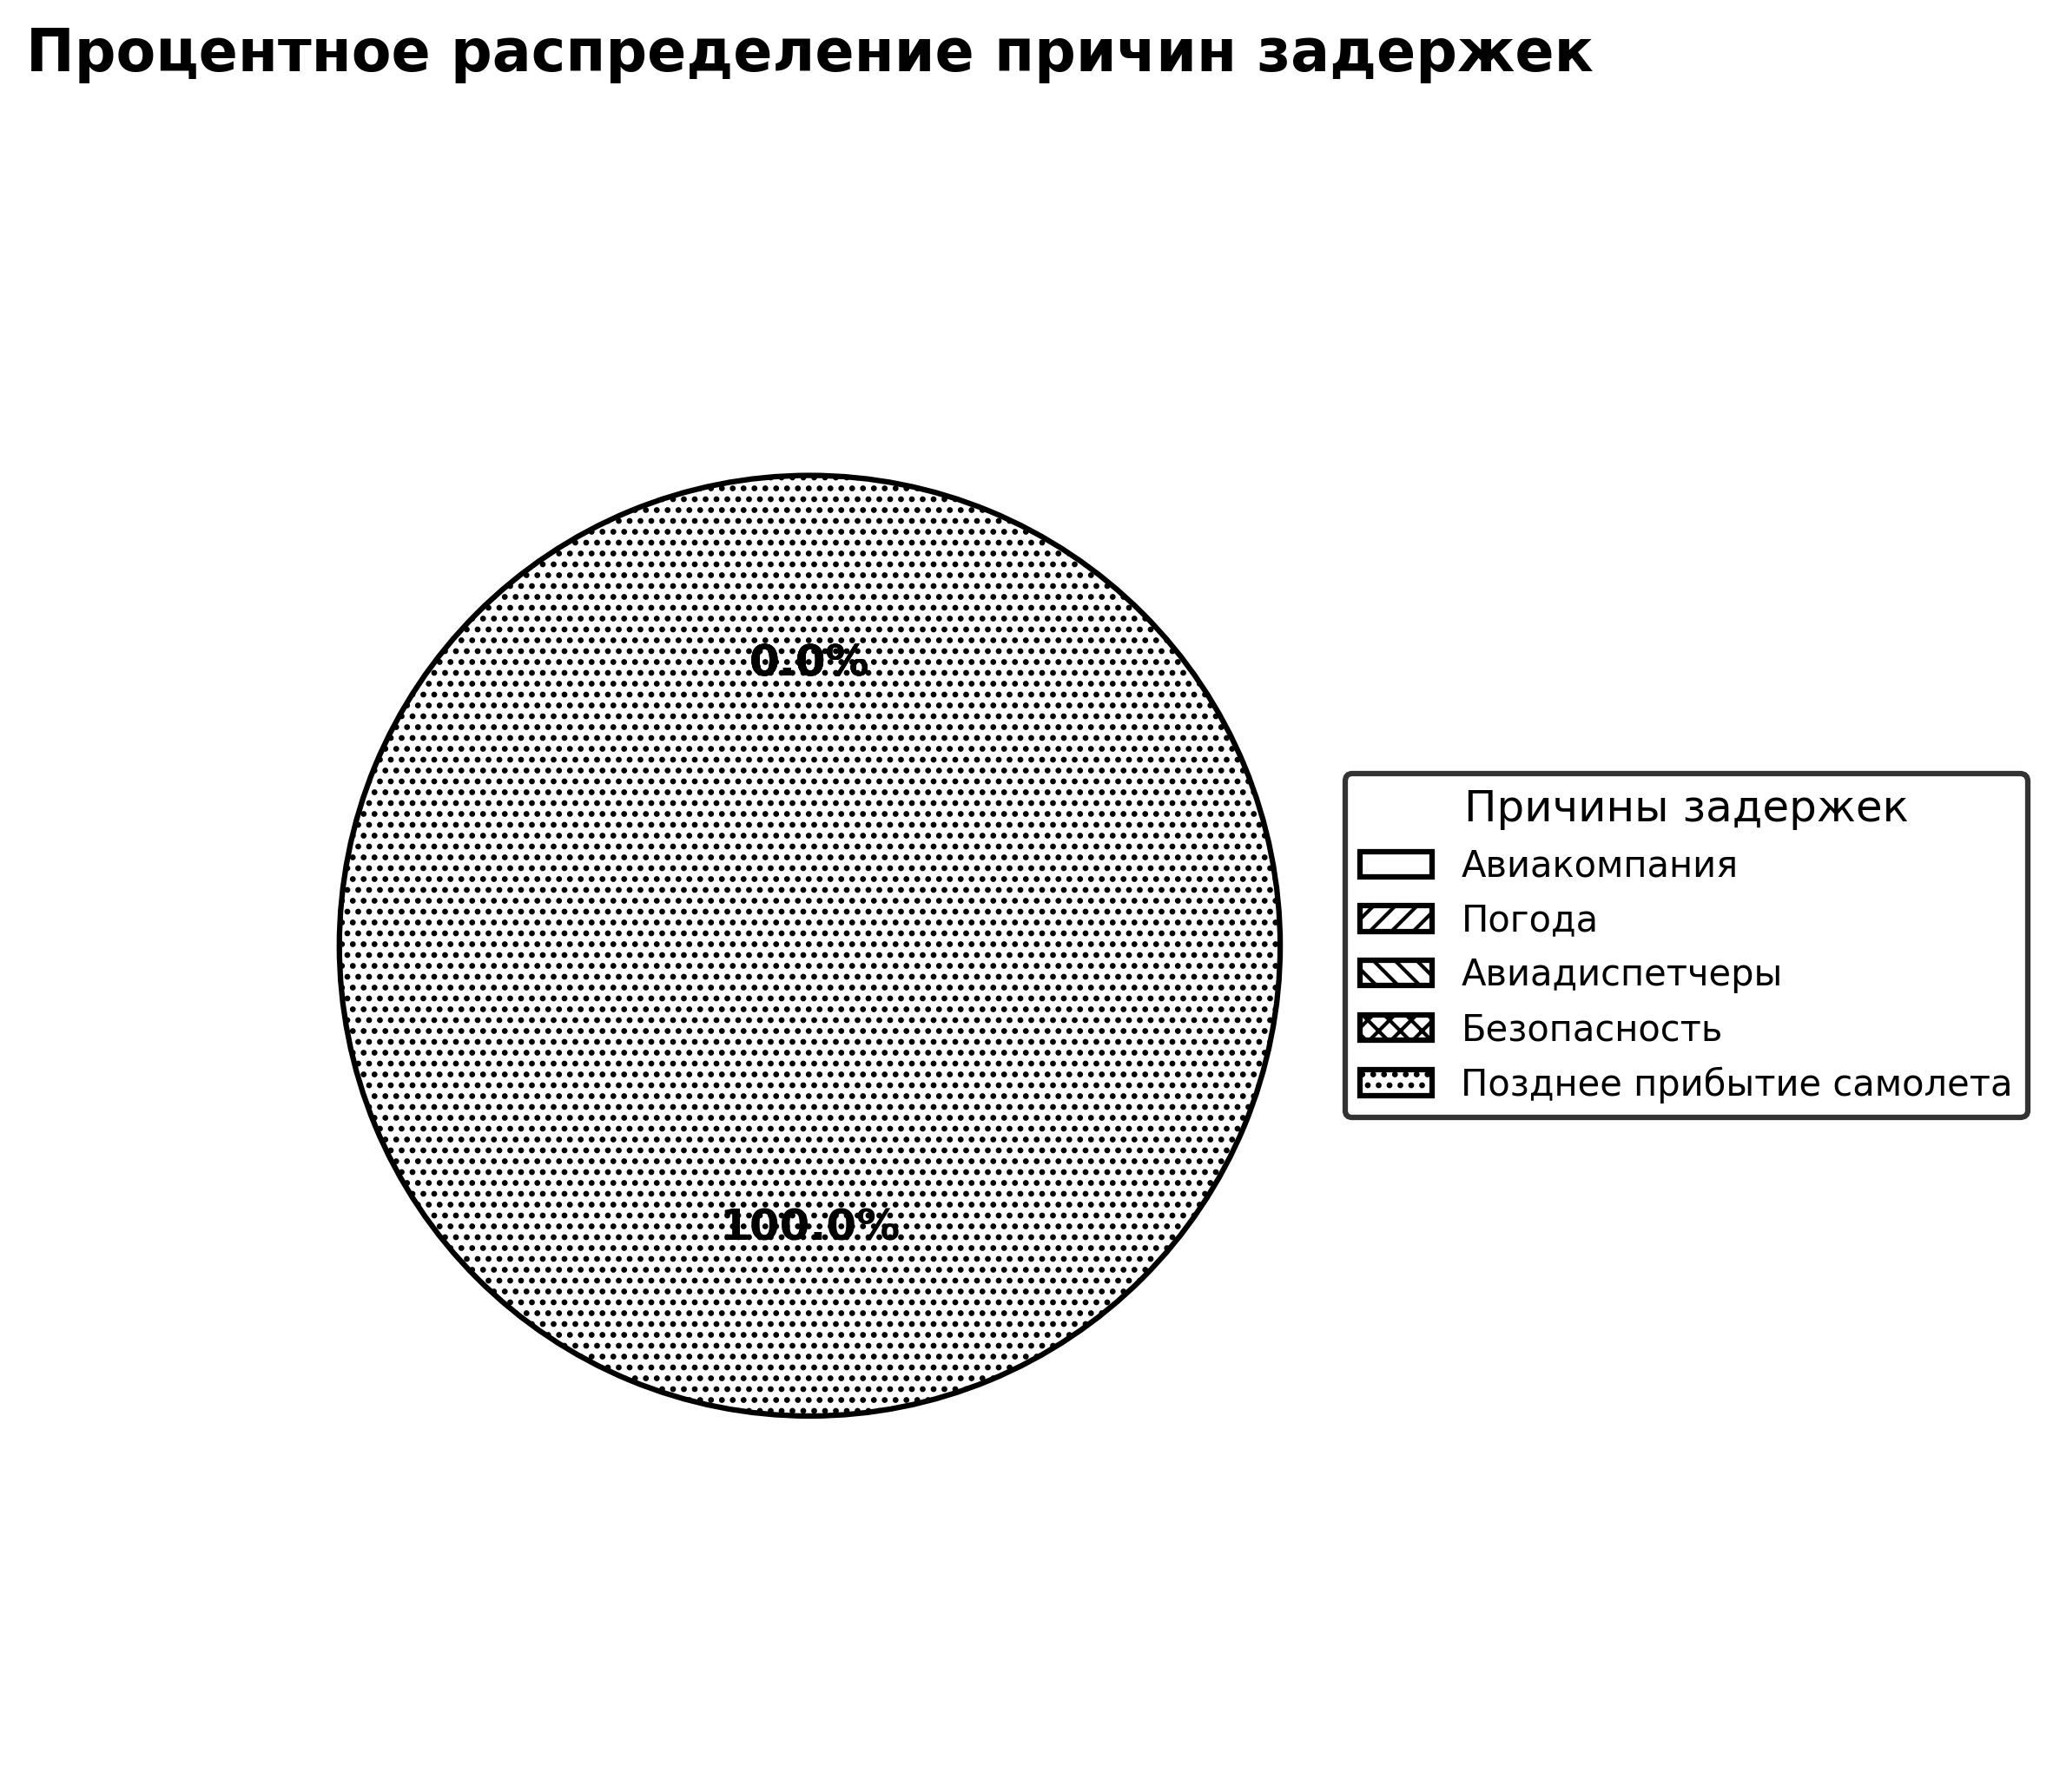 Процентное распределение причин задержек
0.0%
100.0%
Причины задержек
Авиакомпания
Погода
Авиадиспетчеры
Безопасность
Позднее прибытие самолета